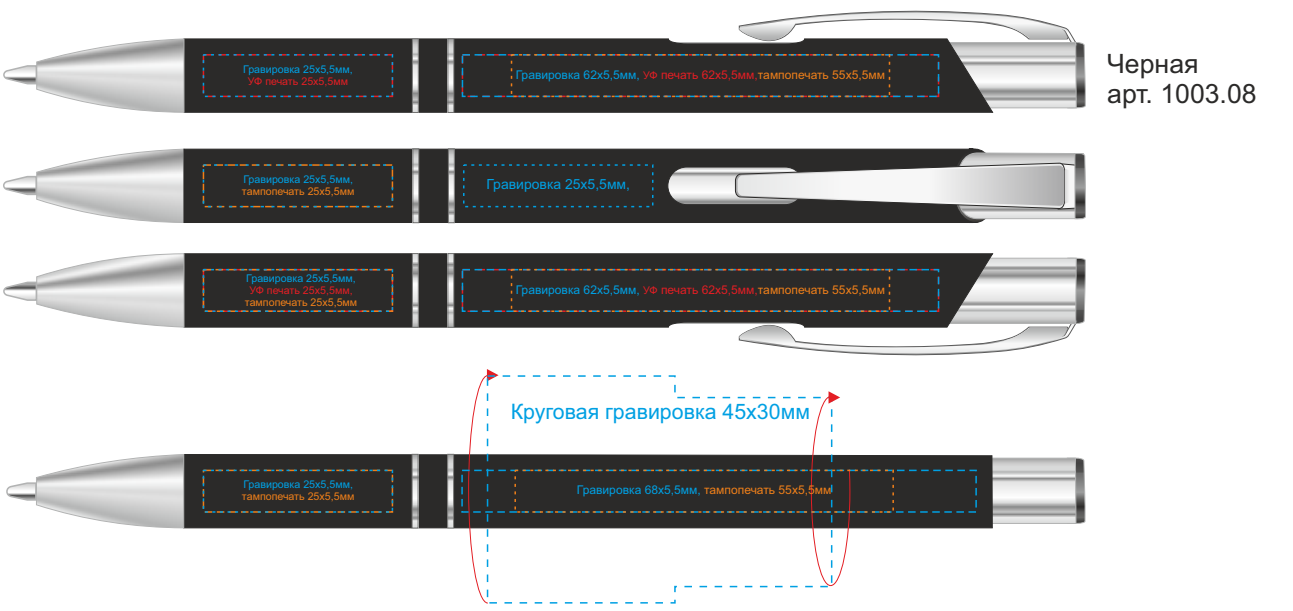 Гравировка 25х5,5мм,
УФ печать 25х5,5мм
Гравировка 62х5,5мм, УФ печать 62х5,5мм,тампопечать 55х5,5мм
Черная
арт. 1003.08
Гравировка 25х5,5мм,
тампопечать 25х5,5мм
Гравировка 25х5,5мм,
Гравировка 25х5,5мм,
УФ печать 25х5,5мм,
тампопечать 25х5,5мм
Гравировка 62х5,5мм, УФ печать 62х5,5мм,тампопечать 55х5,5мм
Круговая гравировка 45х30мм
Гравировка 25х5,5мм,
тампопечать 25х5,5мм
Гравировка 68х5,5мм, тампопечать 55х5,5мм